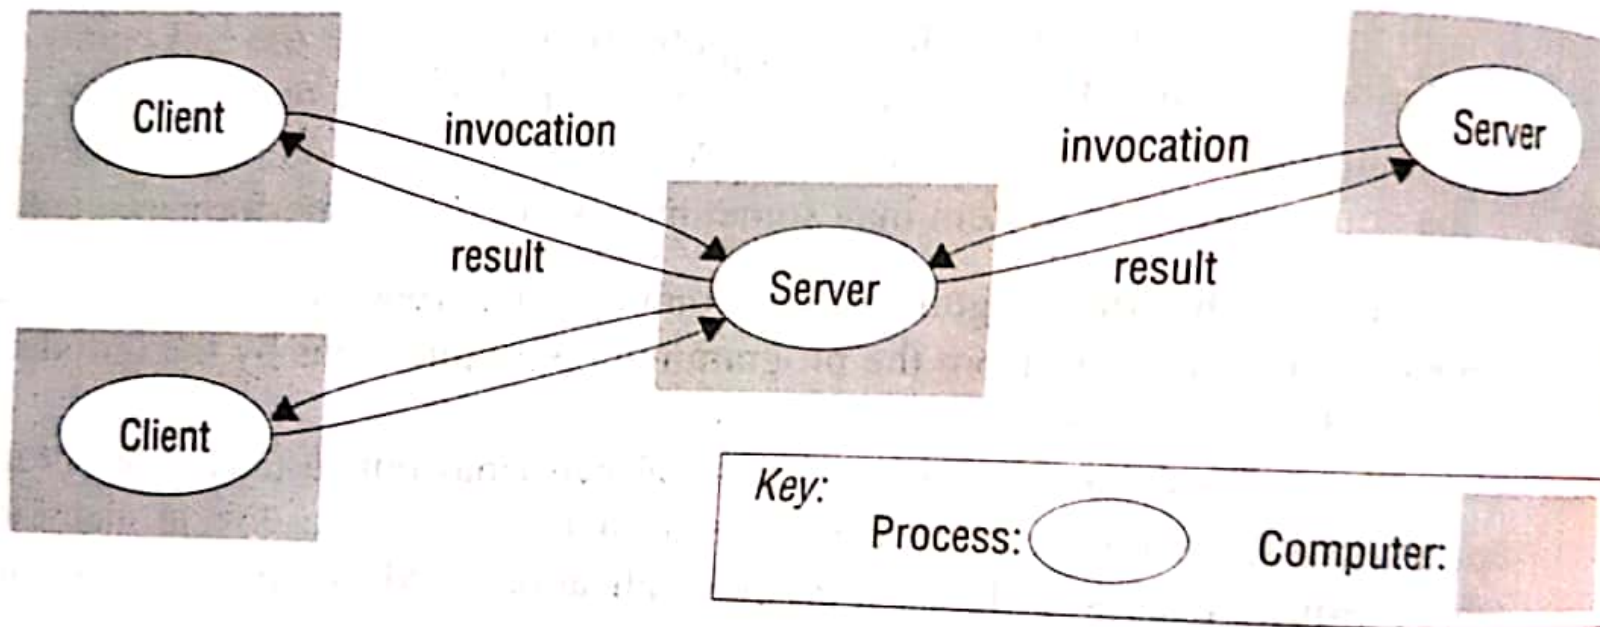 Client
invocation
result
Server
invocation
result
Server
Client
Key:
Process:
Computer: